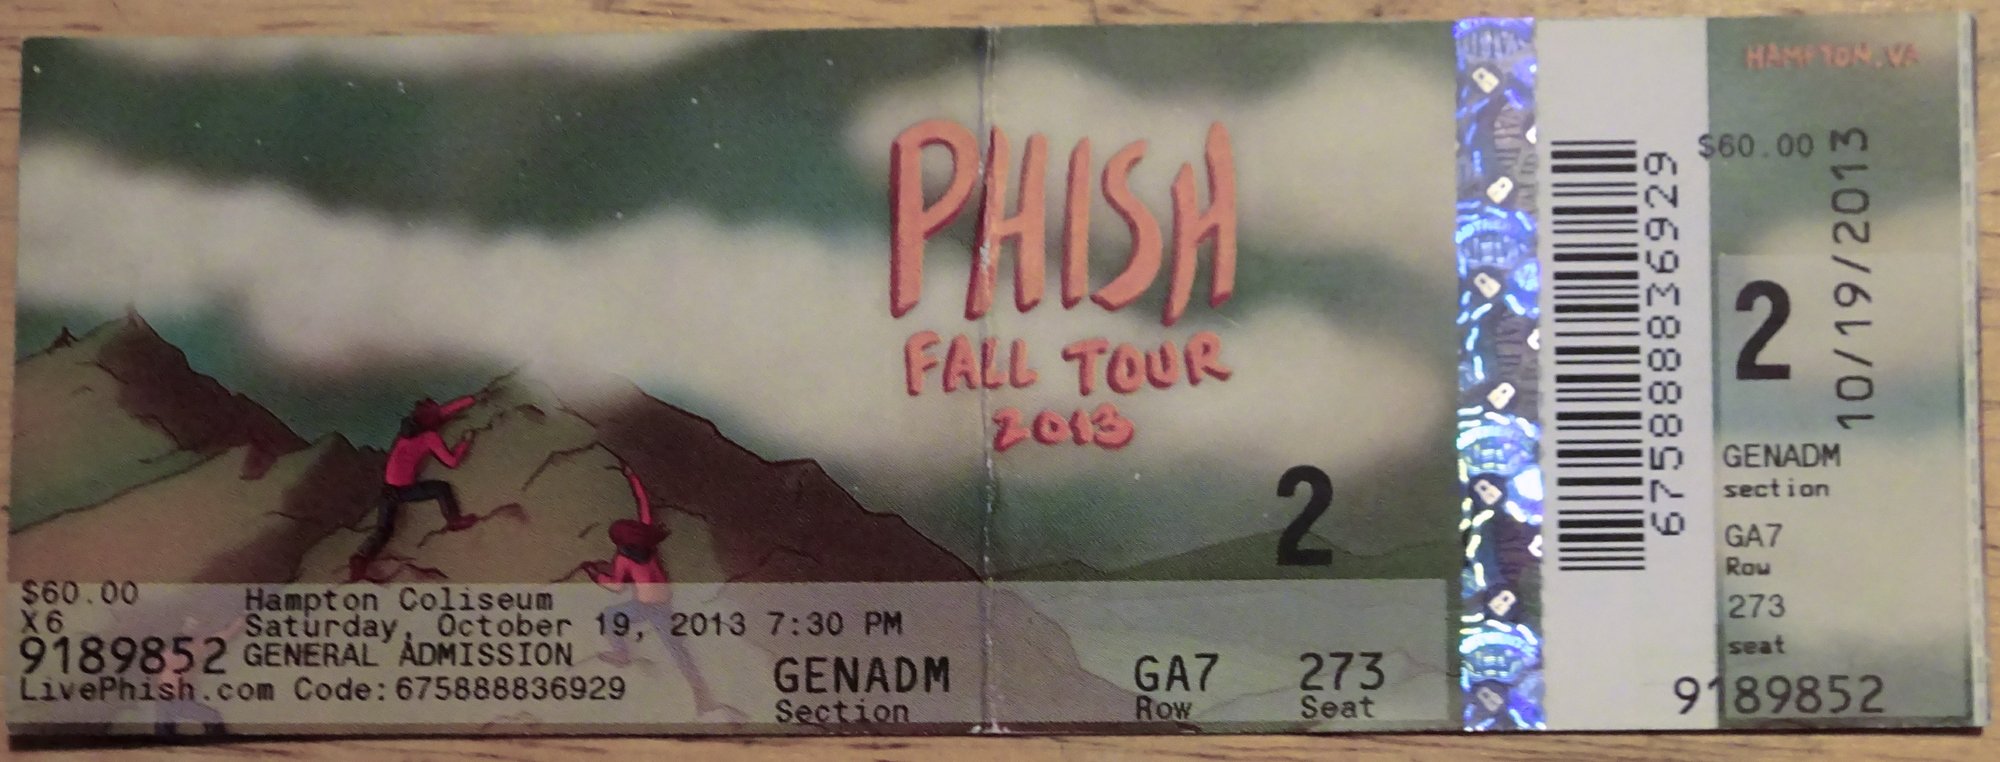 PHISH
FALL TOUR
2013
2
$60.00
X6
9189852
Hampton Coliseum
Saturday, October 19, 2013 7:30 PM
GENERAL ADMISSION
LivePhish.com Code:675888836929
GENADM
Section
GA7
Row
273
Seat
675888836929
HAMPTON, VA
$60.00
10/19/2013
2
GENADM
section
GA7
Row
273
seat
9189852